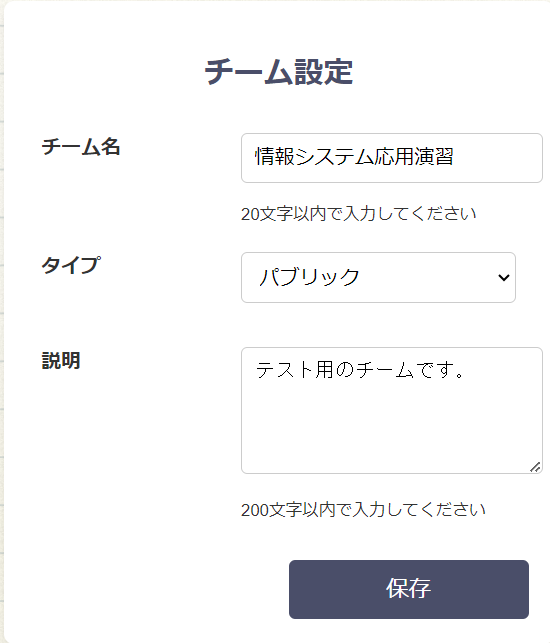 チーム設定
チーム名
情報システム応用演習
20文字以内で入力してください
タイプ
パブリック
説明
テスト用のチームです。
200文字以内で入力してください
保存